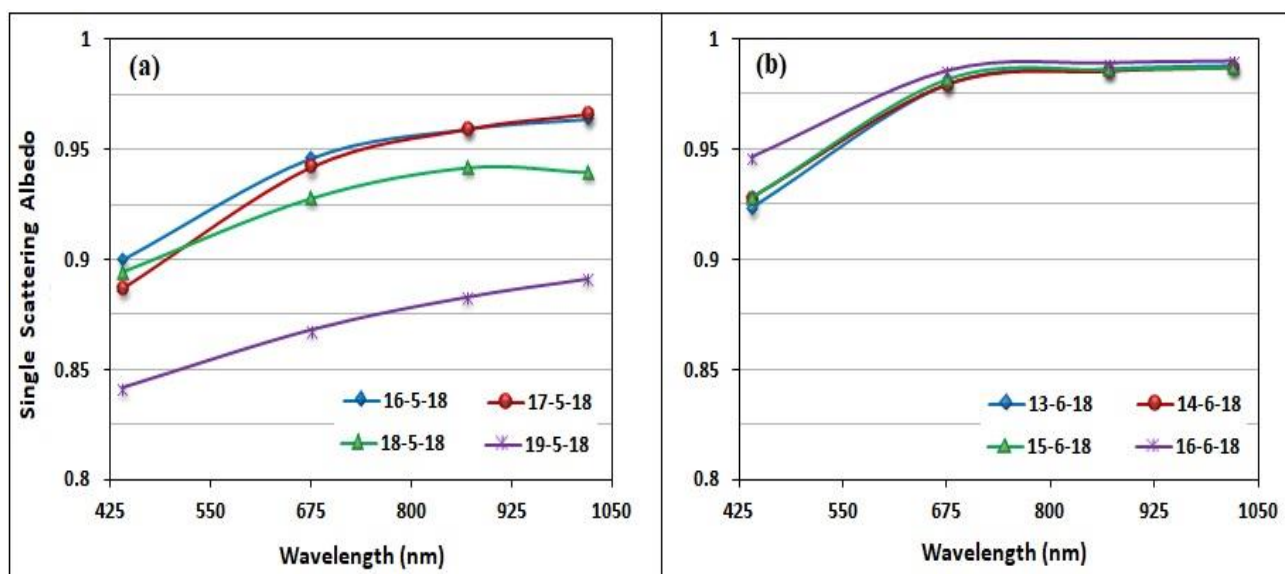 (a)
Single Scattering Albedo
1
0.95
0.9
0.85
0.8
425 550 675 800 925 1050
Wavelength (nm)
16-5-18 17-5-18
18-5-18 19-5-18
(b)
1
0.95
0.9
0.85
0.8
425 550 675 800 925 1050
Wavelength (nm)
13-6-18 14-6-18
15-6-18 16-6-18